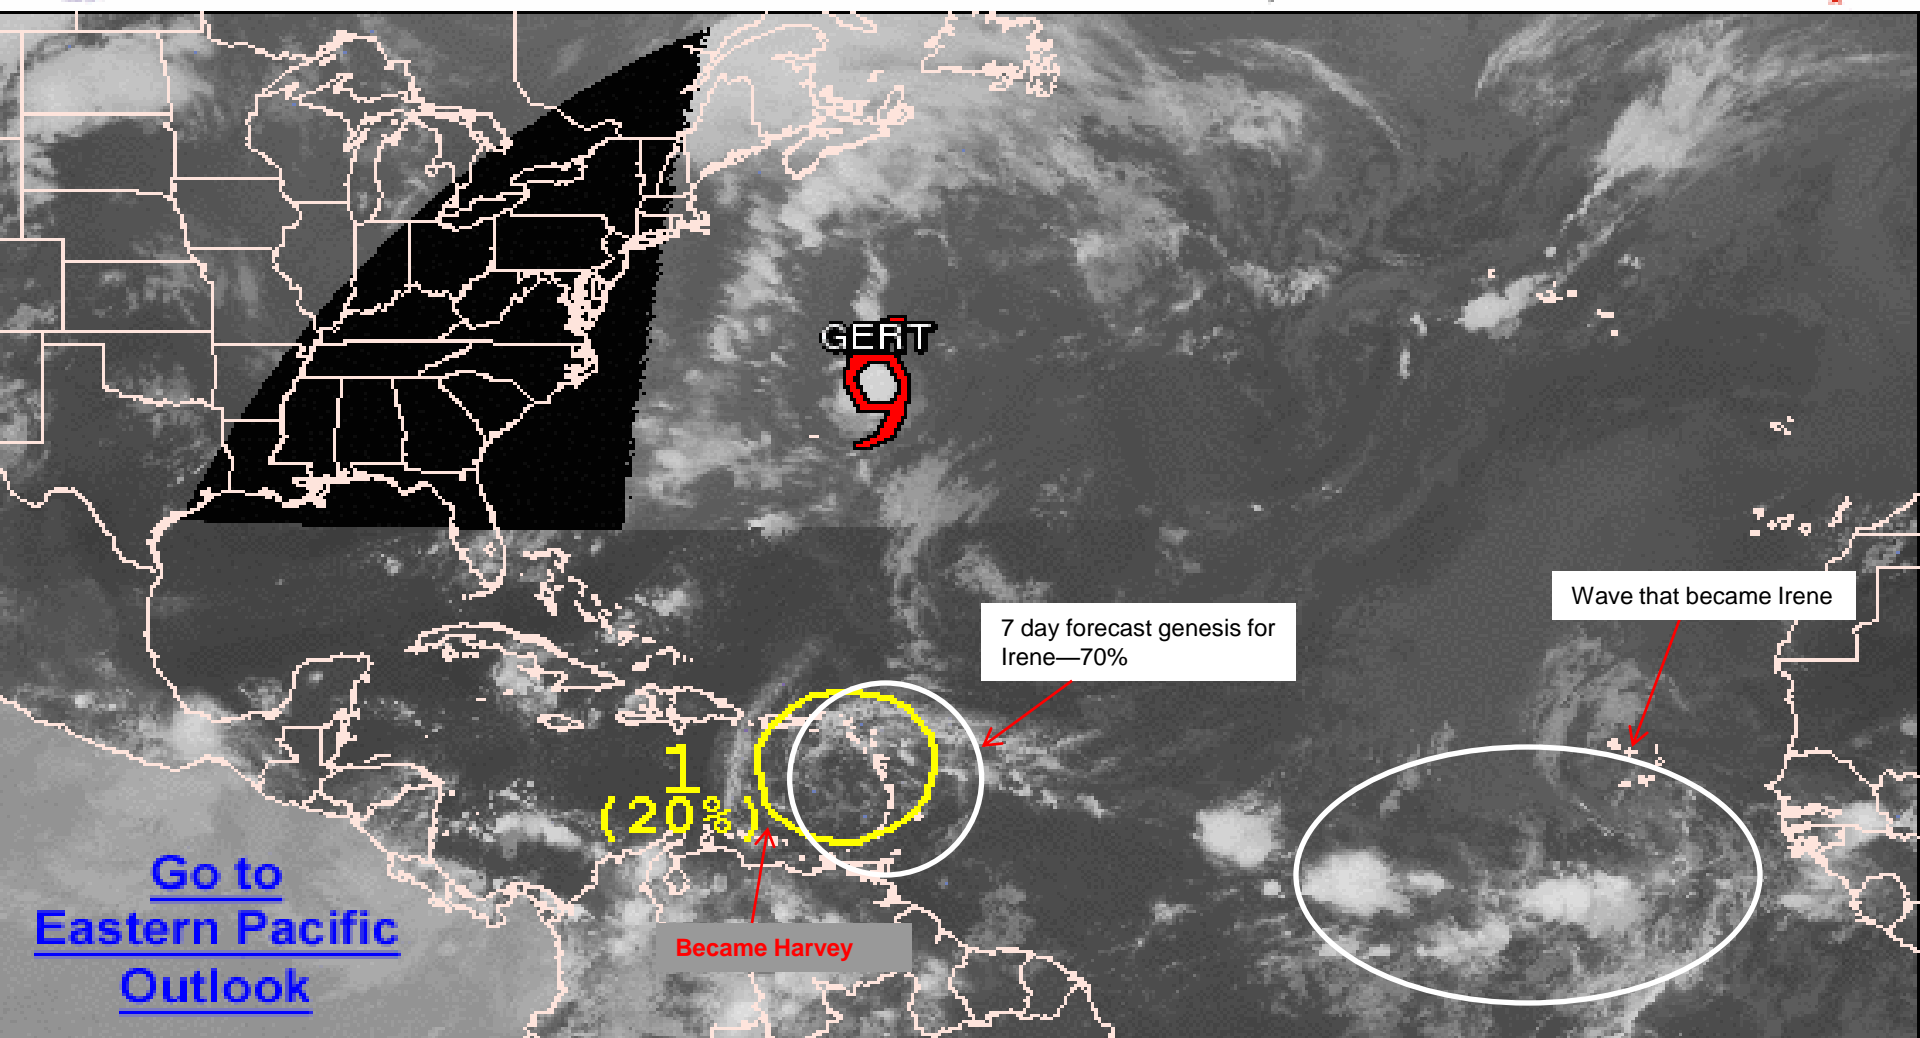 GERT
Wave that became Irene
7 day forecast genesis for
Irene—70%
1
(20%)
Go to
Eastern Pacific
Outlook
Became Harvey